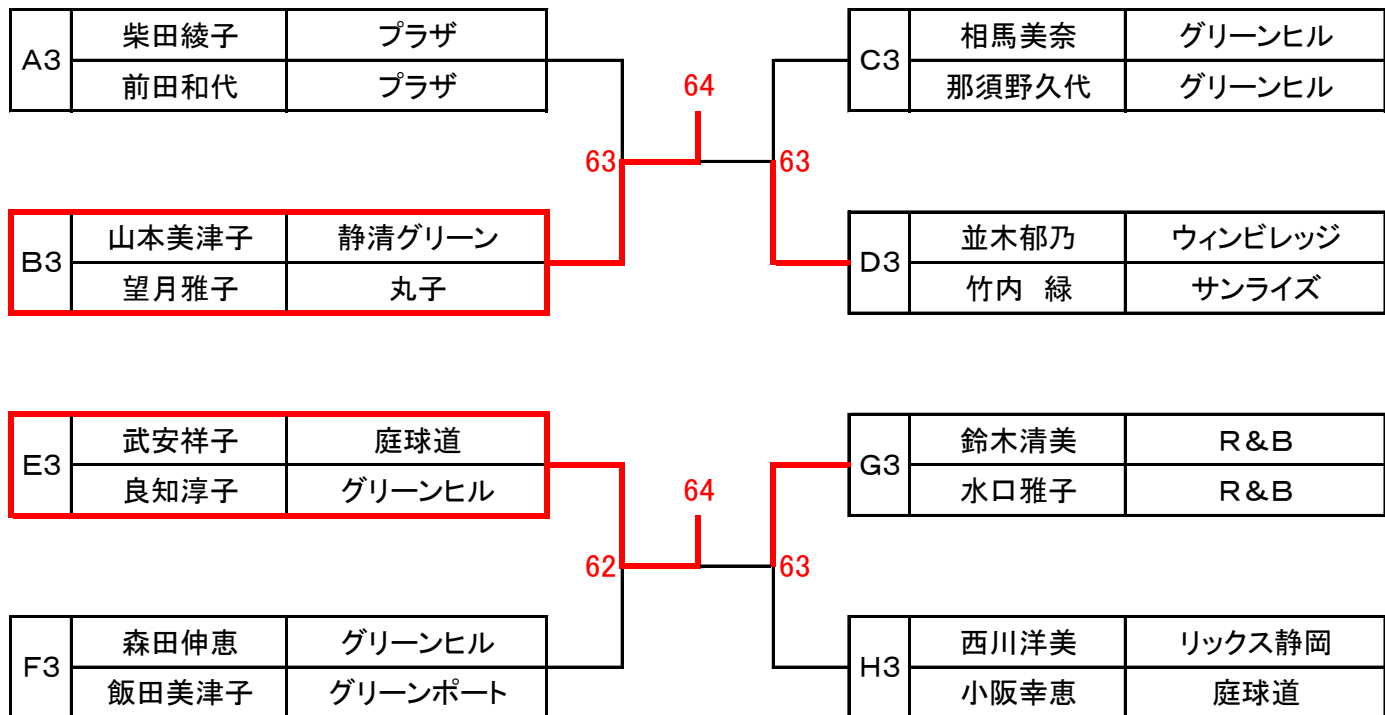 A3 柴田綾子 プラザ
前田和代 プラザ
C3 相馬美奈 グリーンヒル
那須野久代 グリーンヒル
64
63 63
B3 山本美津子 静清グリーン
望月雅子 丸子
D3 並木郁乃 ウィンビレッジ
竹内　緑 サンライズ
E3 武安祥子 庭球道
良知淳子 グリーンヒル
G3 鈴木清美 R&B
水口雅子 R&B
64
62 63
F3 森田伸恵 グリーンヒル
飯田美津子 グリーンポート
H3 西川洋美 リックス静岡
小阪幸恵 庭球道